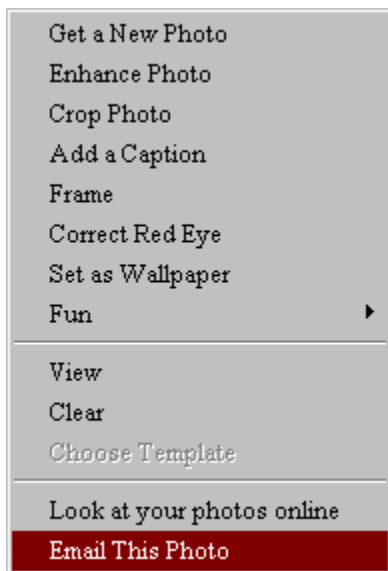 Get a New Photo
Enhance Photo
Crop Photo
Add a Caption
Frame
Correct Red Eye
Set as Wallpaper
Fun
View
Clear
Choose Template
Look at your photos online
Email This Photo